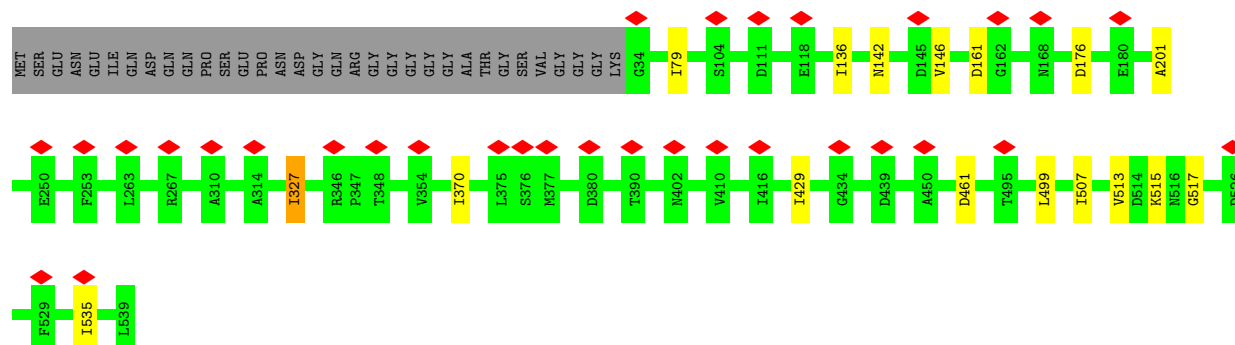 MET SER GLU ASN GLU ILE GLN ASP GLN GLN PRO SER GLU PRO ASN ASP GLY GLN ARG GLY GLY GLY GLY GLY ALA THR GLY SER VAL GLY GLY GLY LYS G34 I79 S104 D111 E118 I136 N142 D145 V146 D161 G162 N168 D176 E180 A201
E250 F253 L263 R267 A310 A314 I327 R346 P347 T348 V354 I370 L375 S376 M377 D380 T390 N402 V410 I416 I429 G434 D439 A450 D461 T495 L499 I507 V513 D514 K515 N516 G517
F529 I535 L539